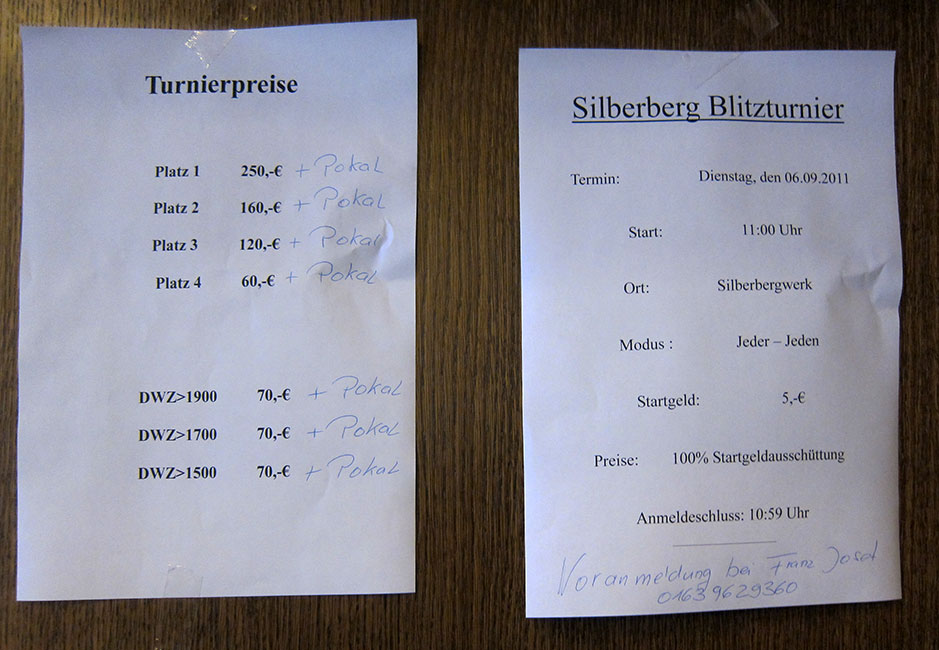 Turnierpreise
Platz 1 250,-€ + Pokal
Platz 2 160,-€ + Pokal
Platz 3 120,-€ + Pokal
Platz 4 60,-€ + Pokal
DWZ>1900 70,-€ + Pokal
DWZ>1700 70,-€ + Pokal
DWZ>1500 70,-€ + Pokal
Silberberg Blitzturnier
Termin: Dienstag, den 06.09.2011
Start: 11:00 Uhr
Ort: Silberbergwerk
Modus : Jeder – Jeden
Startgeld: 5,-€
Preise: 100% Startgeldausschüttung
Anmeldeschluss: 10:59 Uhr
Voranmeldung bei Franz Josef
01639629360